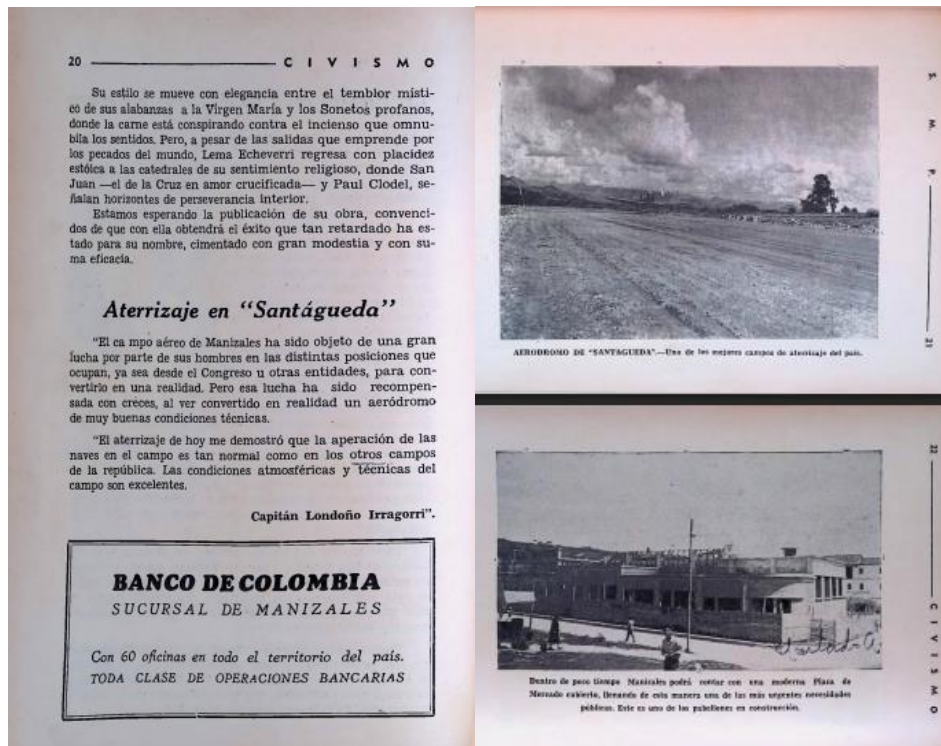 20 CIVISMO
Su estilo se mueve con elegancia entre el temblor místi-
co de sus alabanzas a la Virgen María y los Sonetos profanos,
donde la carne está conspirando contra el incienso que omnu-
bila los sentidos. Pero, a pesar de las salidas que emprende por
los pecados del mundo, Lema Echeverri regresa con placidez
estóica a las catedrales de su sentimiento religioso, donde San
Juan —el de la Cruz en amor crucificada— y Paul Clodel, se-
ñalan horizontes de perseverancia interior.
Estamos esperando la publicación de su obra, convenci-
dos de que con ella obtendrá el éxito que tan retardado ha es-
tado para su nombre, cimentado con gran modestia y con su-
ma eficacia.
Aterrizaje en "Santágueda"
"El ca mpo aéreo de Manizales ha sido objeto de una gran
lucha por parte de sus hombres en las distintas posiciones que
ocupan, ya sea desde el Congreso u otras entidades, para con-
vertirlo en una realidad. Pero esa lucha ha sido recompen-
sada con creces, al ver convertido en realidad un aeródromo
de muy buenas condiciones técnicas.
"El aterrizaje de hoy me demostró que la aperación de las
naves en el campo es tan normal como en los otros campos
de la república. Las condiciones atmosféricas y técnicas del
campo son excelentes.
Capitán Londoño Irragorri".
BANCO DE COLOMBIA
SUCURSAL DE MANIZALES
Con 60 oficinas en todo el territorio del país.
TODA CLASE DE OPERACIONES BANCARIAS
S. M. P. 21
AERODROMO DE "SANTAGUEDA".—Uno de los mejores campos de aterrizaje del país.
22 CIVISMO
Dentro de poco tiempo Manizales podrá contar con una moderna Plaza de
Mercado cubierto, llenando de esta manera una de las más urgentes necesidades
públicas. Este es uno de los pabellones en construcción.